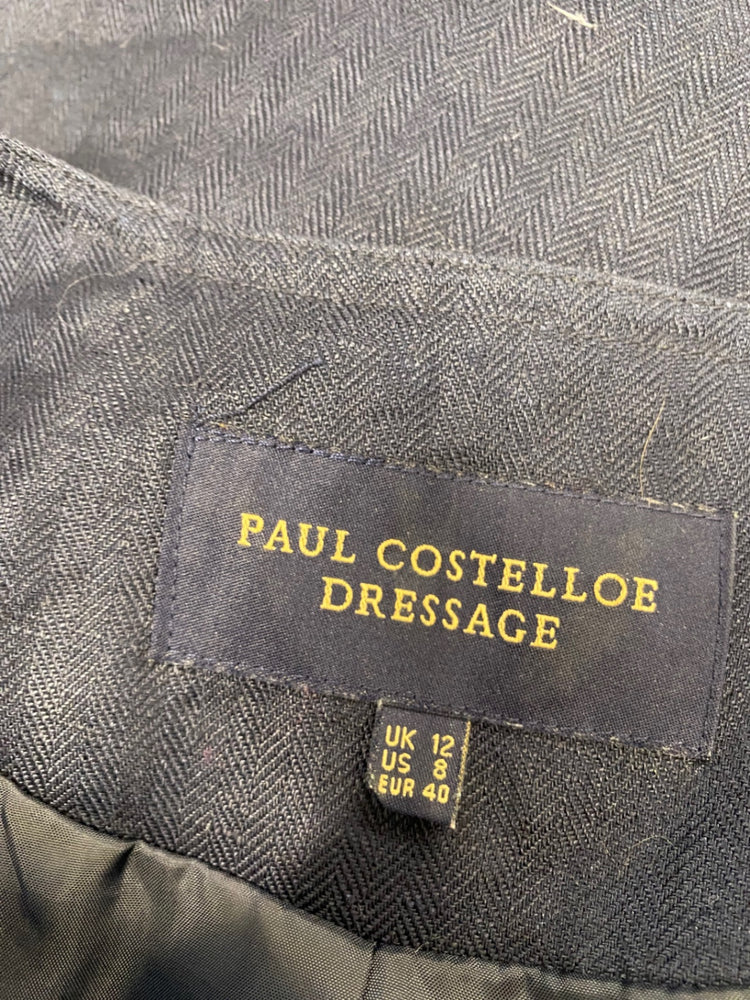 PAUL COSTELLOE
DRESSAGE
UK 12
US 8
EUR 40